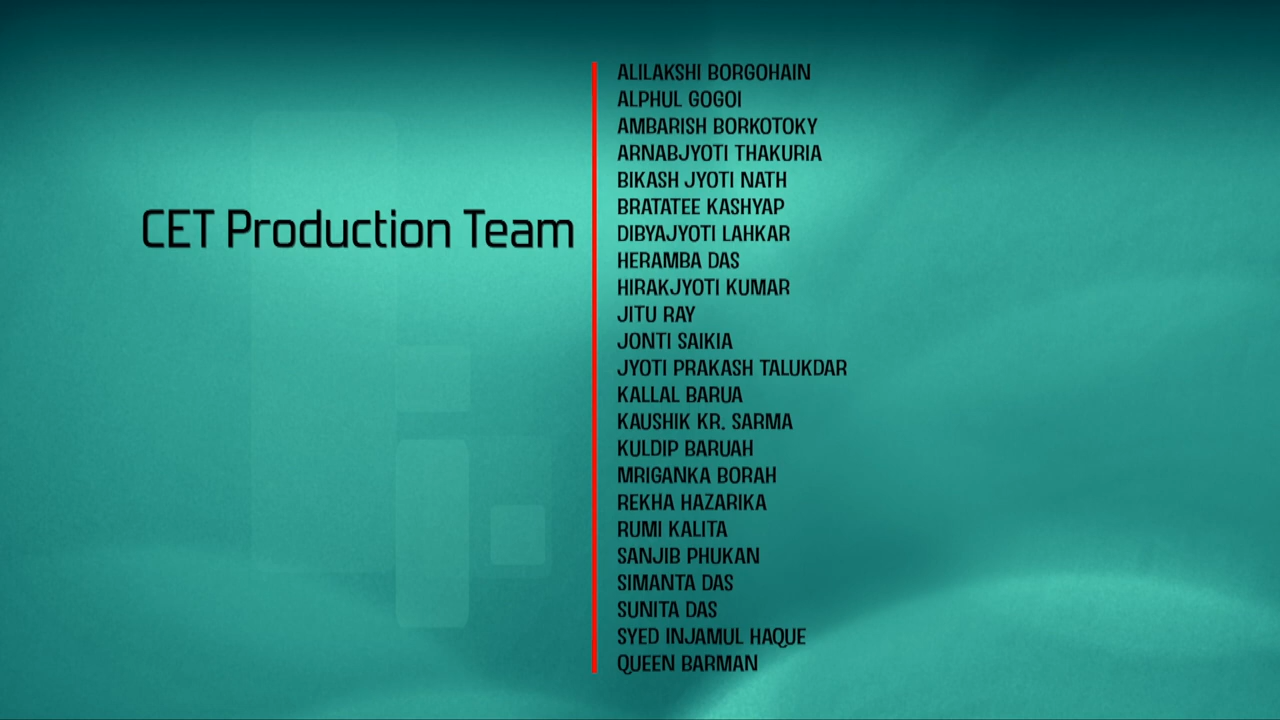 CET Production Team
ALILAKSHI BORGOHAIN
ALPHUL GOGOI
AMBARISH BORKOTOKY
ARNABJYOTI THAKURIA
BIKASH JYOTI NATH
BRATATEE KASHYAP
DIBYAJYOTI LAHKAR
HERAMBA DAS
HIRAKJYOTI KUMAR
JITU RAY
JONTI SAIKIA
JYOTI PRAKASH TALUKDAR
KALLAL BARUA
KAUSHIK KR. SARMA
KULDIP BARUAH
MRIGANKA BORAH
REKHA HAZARIKA
RUMI KALITA
SANJIB PHUKAN
SIMANTA DAS
SUNITA DAS
SYED INJAMUL HAQUE
QUEEN BARMAN